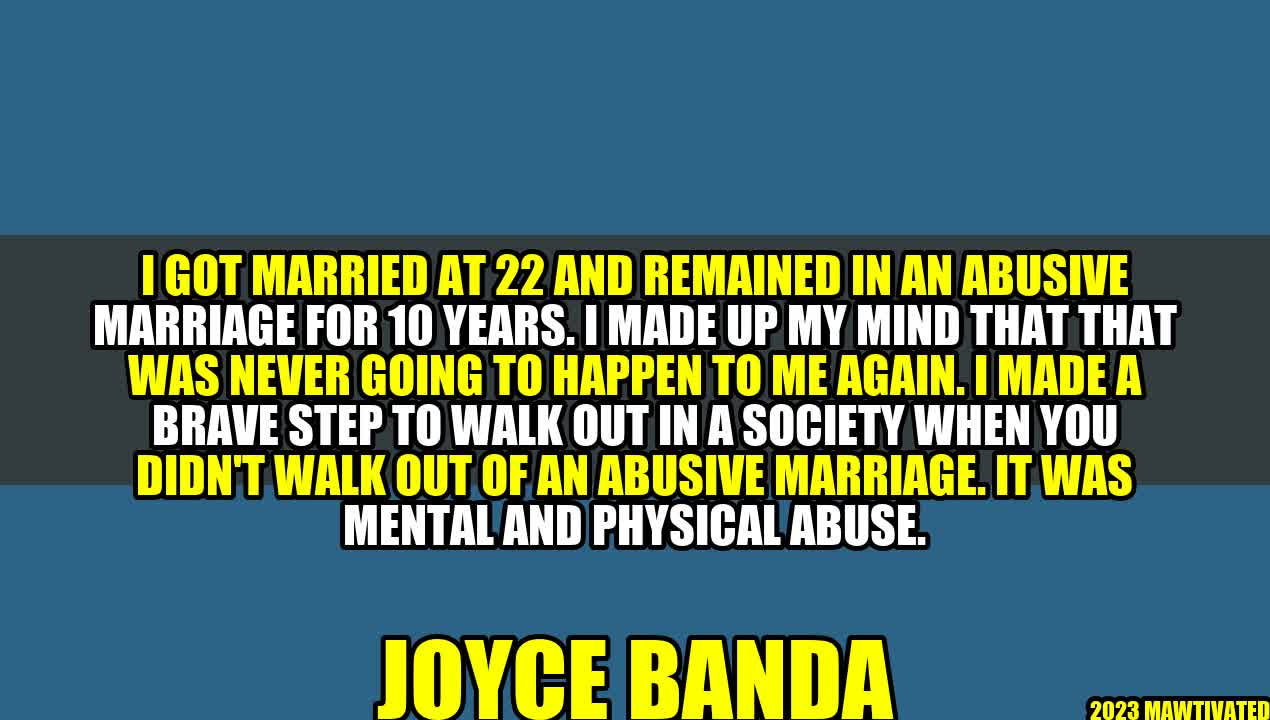 I GOT MARRIED AT 22 AND REMAINED IN AN ABUSIVE
MARRIAGE FOR 10 YEARS. I MADE UP MY MIND THAT THAT
WAS NEVER GOING TO HAPPEN TO ME AGAIN. I MADE A
BRAVE STEP TO WALK OUT IN A SOCIETY WHEN YOU
DIDN'T WALK OUT OF AN ABUSIVE MARRIAGE. IT WAS
MENTAL AND PHYSICAL ABUSE.
JOYCE BANDA
2023 MAWTIVATED